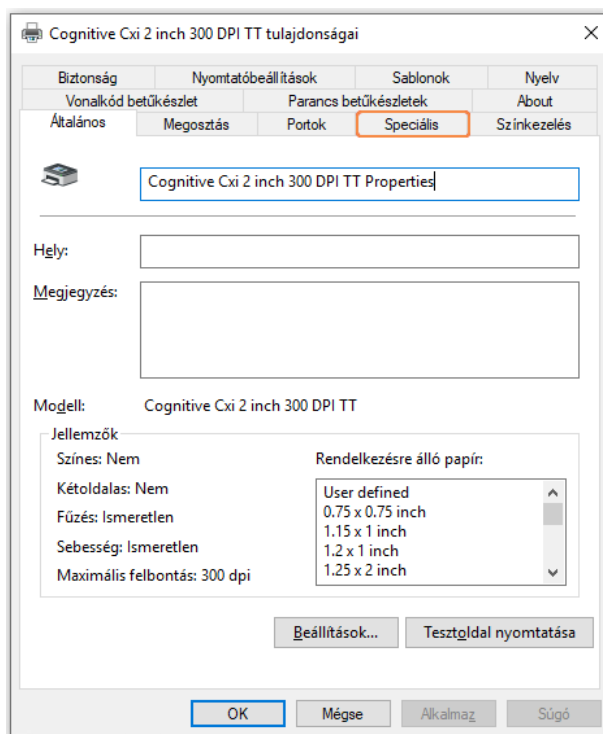 Cognitive Cxi 2 inch 300 DPI TT tulajdonságai
Biztonság Nyomtatóbeállítások Sablonok Nyelv
Vonalkód betűkészlet Parancs betűkészletek About
Általános Megosztás Portok Speciális Színkezelés
Cognitive Cxi 2 inch 300 DPI TT Properties
Hely:
Megjegyzés:
Modell: Cognitive Cxi 2 inch 300 DPI TT
Jellemzők
Színes: Nem Rendelkezésre álló papír:
Kétoldalas: Nem User defined
Fűzés: Ismeretlen 0.75 x 0.75 inch
1.15 x 1 inch
Sebesség: Ismeretlen 1.2 x 1 inch
Maximális felbontás: 300 dpi 1.25 x 2 inch
Beállítások... Tesztoldal nyomtatása
OK Mégse Alkalmaz Súgó